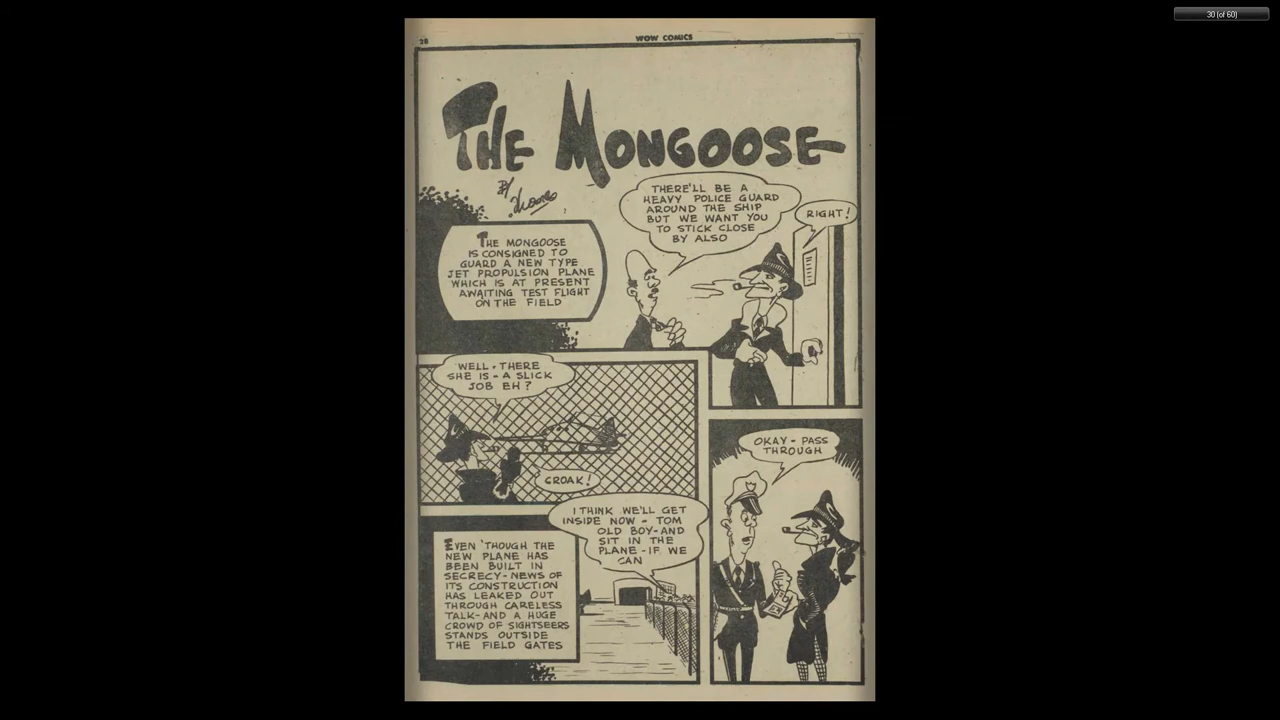 30 (of 60)
28
WOW COMICS
THE MONGOOSE
BY
THE MONGOOSE
IS CONSIGNED TO
GUARD A NEW TYPE
JET PROPULSION PLANE
WHICH IS AT PRESENT
AWAITING TEST FLIGHT
ON THE FIELD
THERE'LL BE A
HEAVY POLICE GUARD
AROUND THE SHIP
BUT WE WANT YOU
TO STICK CLOSE
BY ALSO
RIGHT!
WELL - THERE
SHE IS - A SLICK
JOB EH?
CROAK!
OKAY - PASS
THROUGH
EVEN 'THOUGH THE
NEW PLANE HAS
BEEN BUILT IN
SECRECY - NEWS OF
ITS CONSTRUCTION
HAS LEAKED OUT
THROUGH CARELESS
TALK - AND A HUGE
CROWD OF SIGHTSEERS
STANDS OUTSIDE
THE FIELD GATES
I THINK WE'LL GET
INSIDE NOW - TOM
OLD BOY - AND
SIT IN THE
PLANE - IF WE
CAN